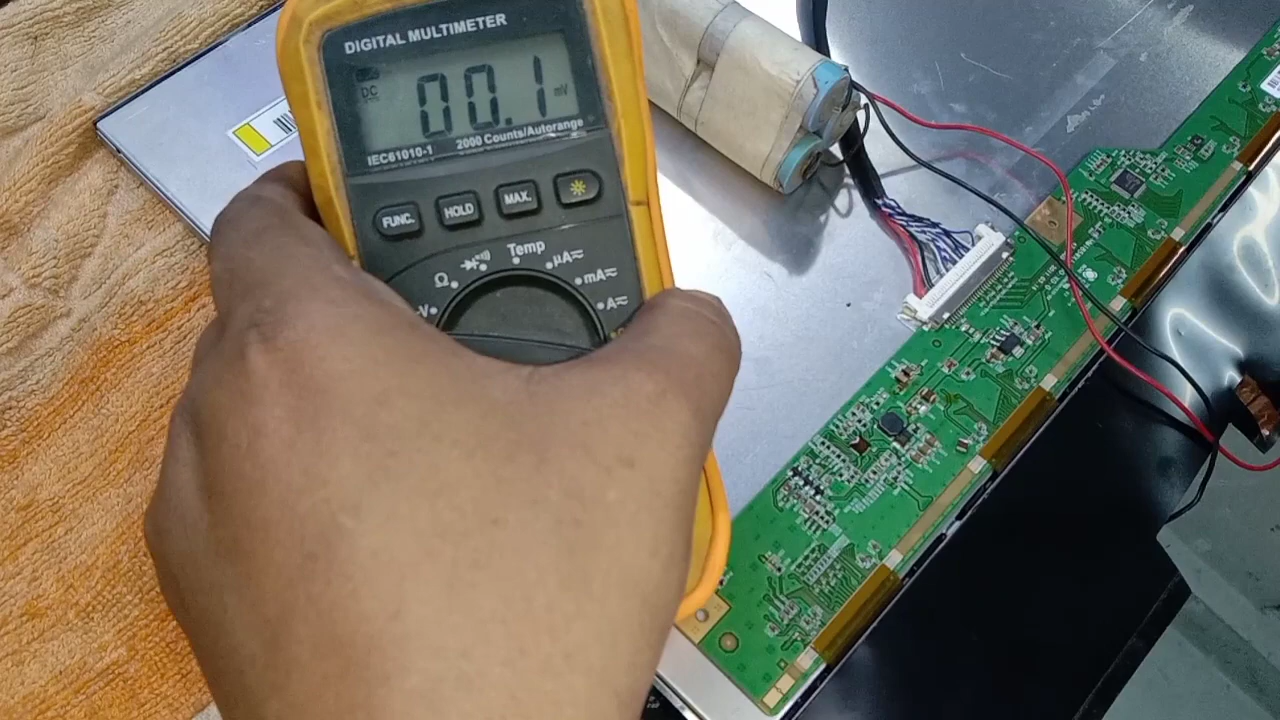 DIGITAL MULTIMETER
DC
00.1 mV
IEC61010-1 2000 Counts/Autorange
FUNC.
HOLD
MAX.
Temp
Ω
µA≂
mA≂
V
A≂